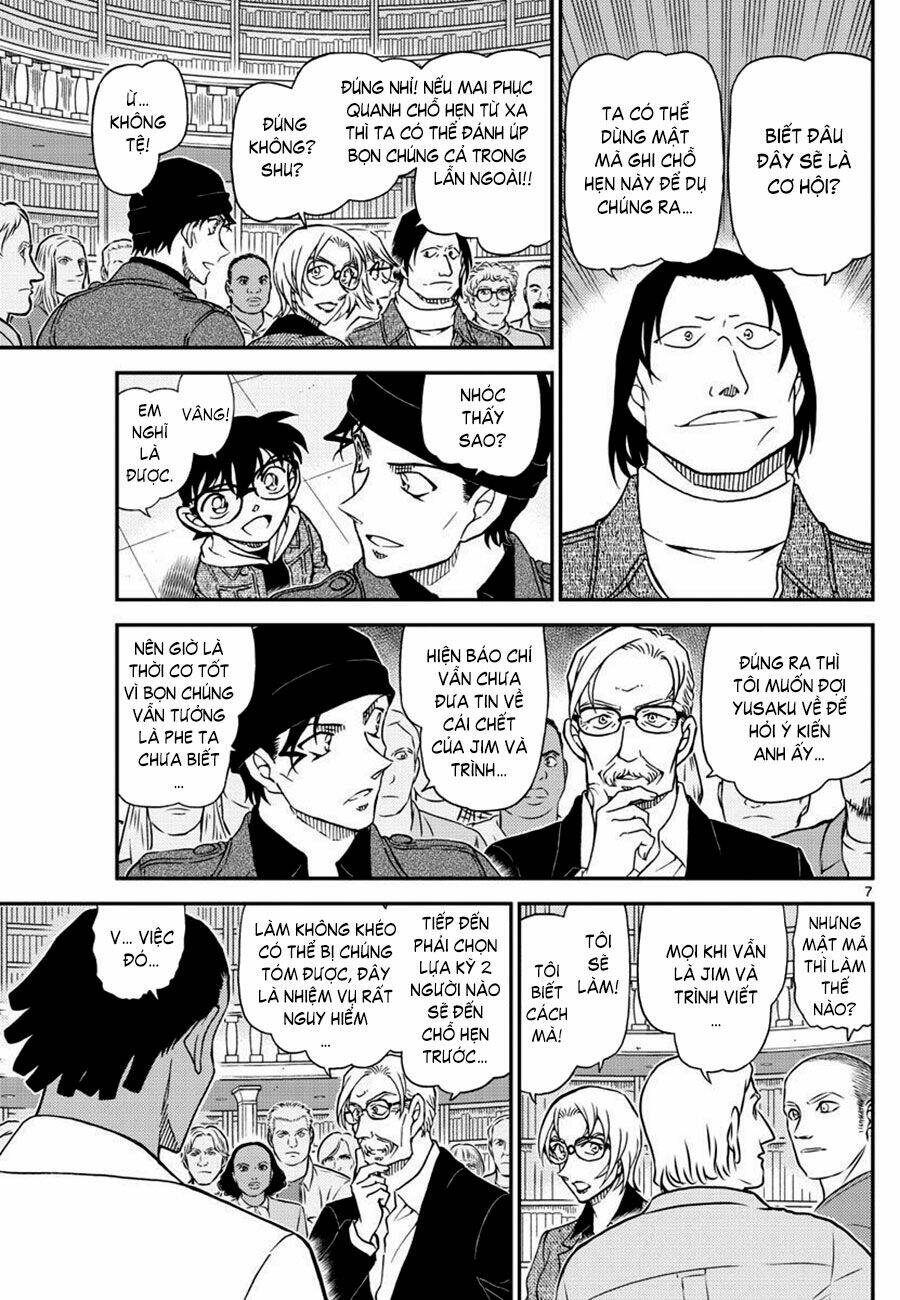 BIẾT ĐÂU
ĐÂY SẼ LÀ
CƠ HỘI?
TA CÓ THỂ
DÙNG MẬT
MÃ GHI CHỖ
HẸN NÀY ĐỂ DỤ
CHÚNG RA...
ĐÚNG NHỈ! NẾU MAI PHỤC
QUANH CHỖ HẸN TỪ XA
THÌ TA CÓ THỂ ĐÁNH ÚP
BỌN CHÚNG CẢ TRONG
LẪN NGOÀI!!
ĐÚNG
KHÔNG?
SHU?
Ừ...
KHÔNG
TỆ!
NHÓC
THẤY
SAO?
VÂNG!
EM
NGHĨ
LÀ
ĐƯỢC.
ĐÚNG RA THÌ
TÔI MUỐN ĐỢI
YUSAKU VỀ ĐỂ
HỎI Ý KIẾN
ANH ẤY...
HIỆN BÁO CHÍ
VẪN CHƯA
ĐƯA TIN VỀ
CÁI CHẾT
CỦA JIM VÀ
TRÌNH...
NÊN GIỜ LÀ
THỜI CƠ TỐT
VÌ BỌN CHÚNG
VẪN TƯỞNG
LÀ PHE TA
CHƯA BIẾT
...
7
NHƯNG
MẬT MÃ
THÌ LÀM
THẾ
NÀO?
MỌI KHI VẪN
LÀ JIM VÀ
TRÌNH VIẾT
...
TÔI
SẼ
LÀM!
TÔI
BIẾT
CÁCH
MÀ!
TIẾP ĐẾN
PHẢI CHỌN
LỰA KỸ 2
NGƯỜI NÀO
SẼ ĐẾN
CHỖ HẸN
TRƯỚC...
LÀM KHÔNG KHÉO
CÓ THỂ BỊ CHÚNG
TÓM ĐƯỢC, ĐÂY
LÀ NHIỆM VỤ RẤT
NGUY HIỂM
...
V... VIỆC
ĐÓ...